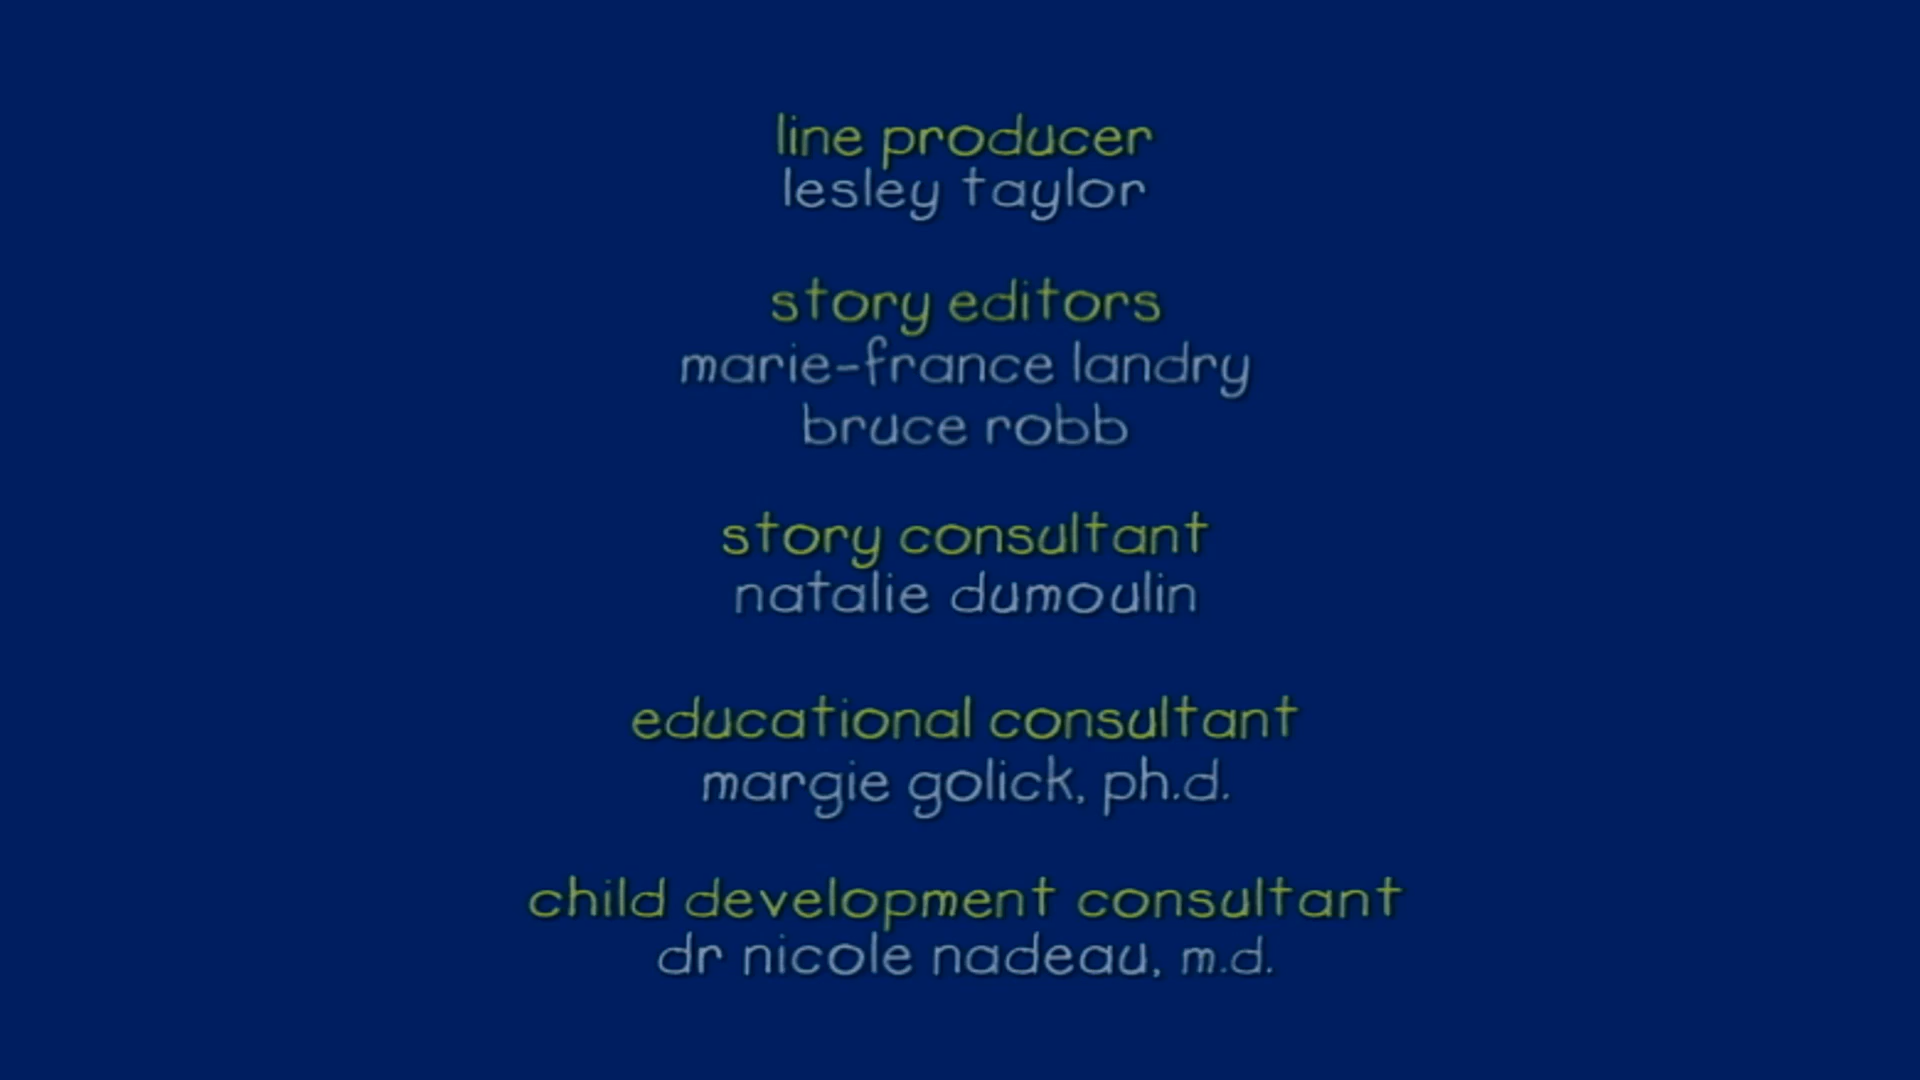 line producer
lesley taylor
story editors
marie-france landry
bruce robb
story consultant
natalie dumoulin
educational consultant
margie golick, ph.d.
child development consultant
dr nicole nadeau, m.d.